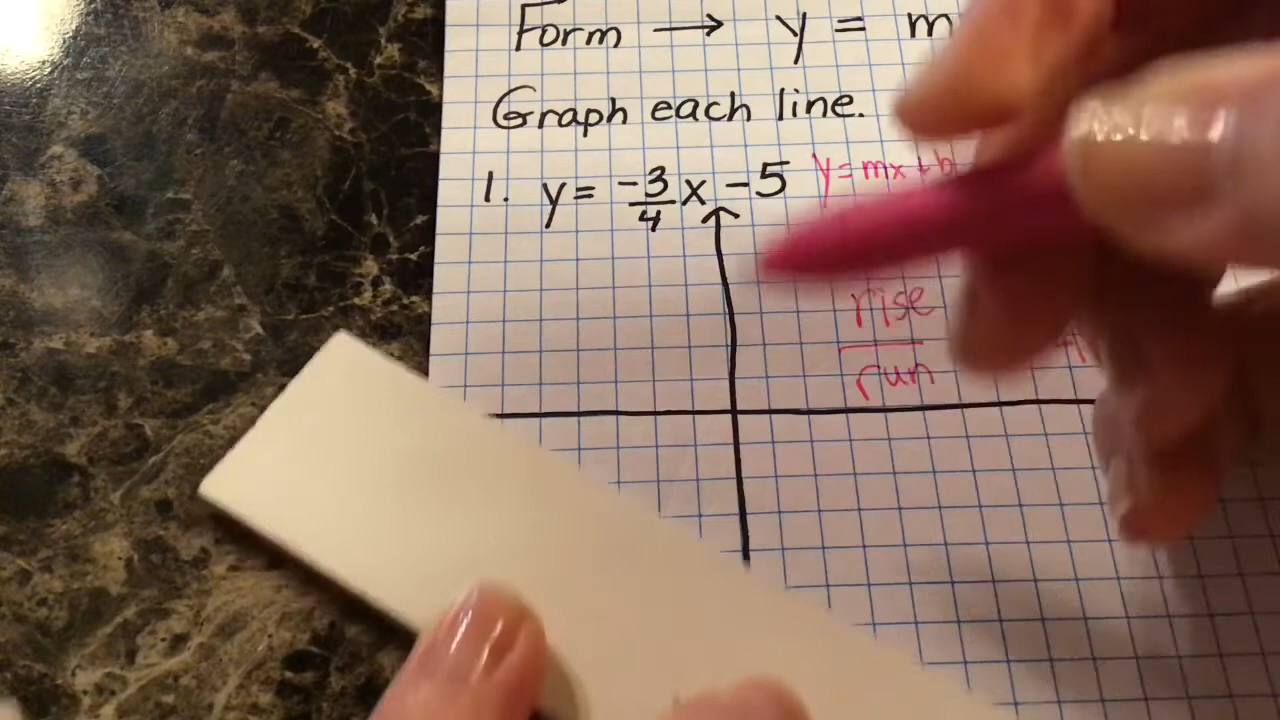 Form → y = m
Graph each line.
1. y = -3/4 x - 5 y = mx + b
rise
run